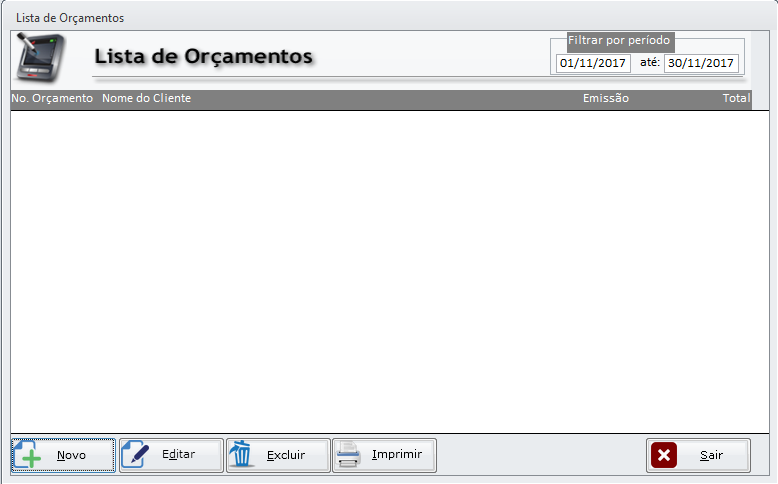 Lista de Orçamentos
Lista de Orçamentos
Filtrar por período
01/11/2017 até: 30/11/2017
No. Orçamento Nome do Cliente Emissão Total
Novo Editar Excluir Imprimir Sair